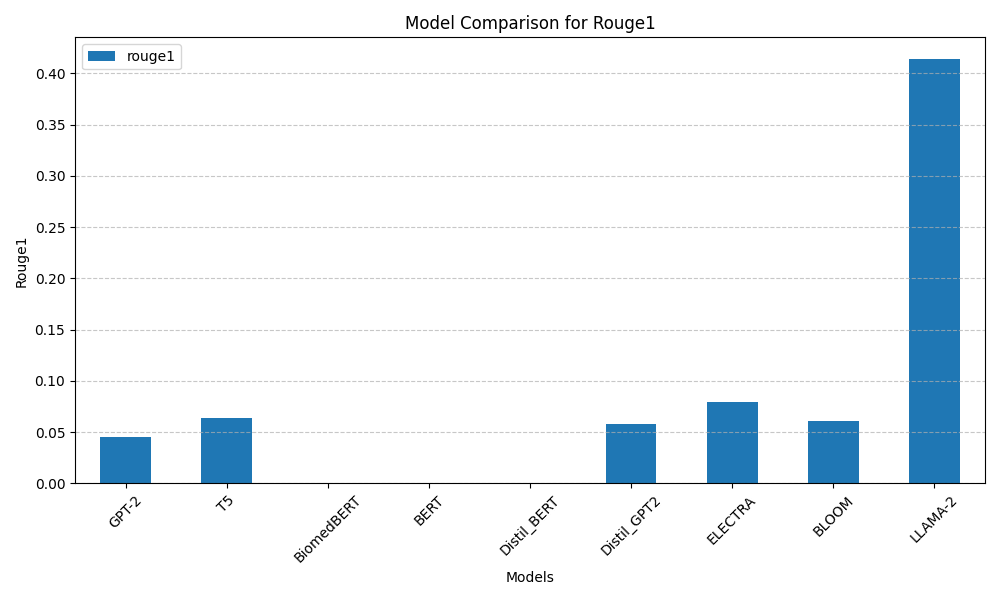 Model Comparison for Rouge1
rouge1
Rouge1
0.40
0.35
0.30
0.25
0.20
0.15
0.10
0.05
0.00
GPT-2
T5
BiomedBERT
BERT
Distil_BERT
Distil_GPT2
ELECTRA
BLOOM
LLAMA-2
Models